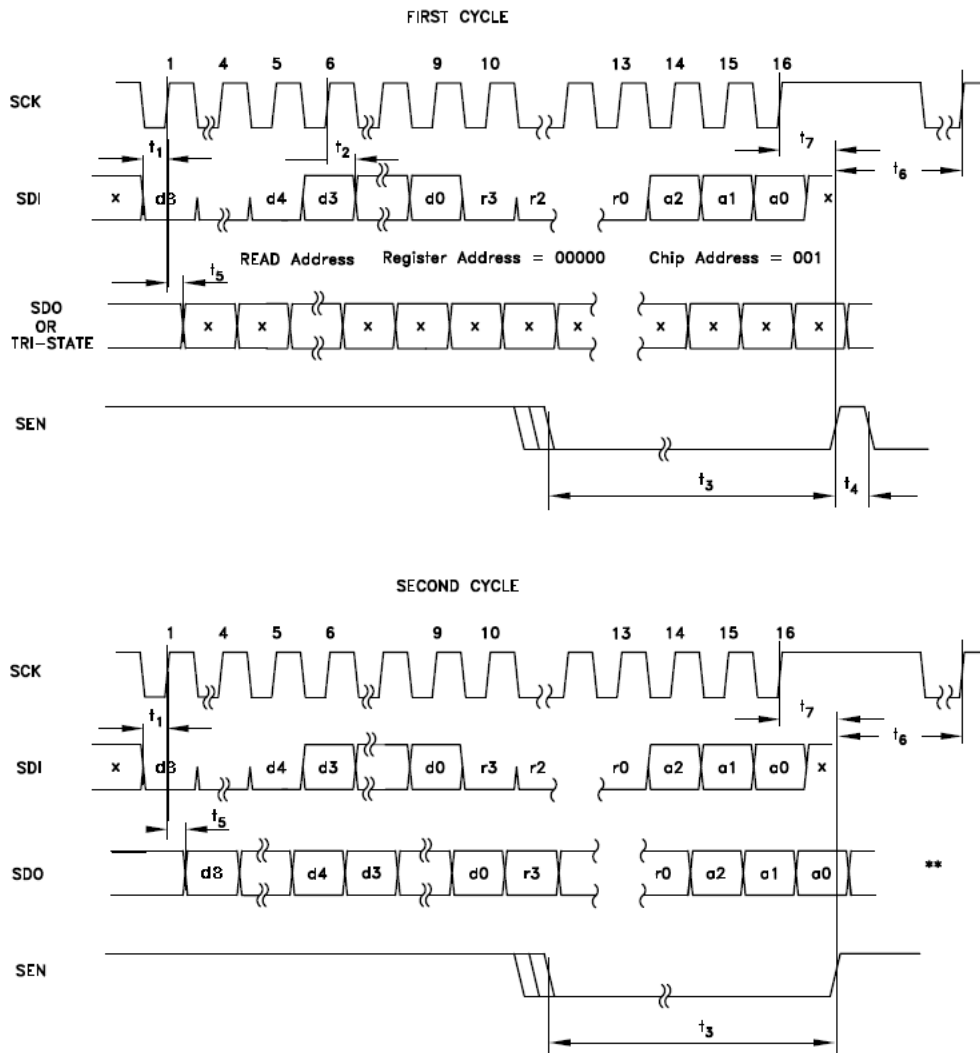 FIRST CYCLE
1 4 5 6 9 10 13 14 15 16
SCK
t7
t1 t2 t6
SDI x d8 d4 d3 d0 r3 r2 r0 a2 a1 a0 x
READ Address Register Address = 00000 Chip Address = 001
t5
SDO
OR
TRI-STATE
x x x x x x x x x x x
SEN
t3 t4
SECOND CYCLE
1 4 5 6 9 10 13 14 15 16
SCK
t7
t1 t6
SDI x d8 d4 d3 d0 r3 r2 r0 a2 a1 a0 x
t5
SDO d8 d4 d3 d0 r3 r0 a2 a1 a0 **
SEN
t3